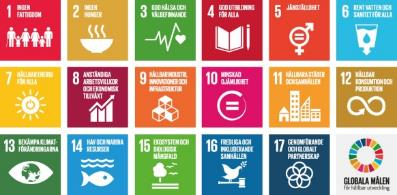 1 INGEN
FATTIGDOM
2 INGEN
HUNGER
3 GOD HÄLSA OCH
VÄLBEFINNANDE
4 GOD UTBILDNING
FÖR ALLA
5 JÄMSTÄLLDHET
6 RENT VATTEN OCH
SANITET FÖR ALLA
7 HÅLLBAR ENERGI
FÖR ALLA
8 ANSTÄNDIGA
ARBETSVILLKOR
OCH EKONOMISK
TILLVÄXT
9 HÅLLBAR INDUSTRI,
INNOVATIONER OCH
INFRASTRUKTUR
10 MINSKAD
OJÄMLIKHET
11 HÅLLBARA STÄDER
OCH SAMHÄLLEN
12 HÅLLBAR
KONSUMTION OCH
PRODUKTION
13 BEKÄMPA KLIMAT-
FÖRÄNDRINGARNA
14 HAV OCH MARINA
RESURSER
15 EKOSYSTEM OCH
BIOLOGISK
MÅNGFALD
16 FREDLIGA OCH
INKLUDERANDE
SAMHÄLLEN
17 GENOMFÖRANDE
OCH GLOBALT
PARTNERSKAP
GLOBALA MÅLEN
för hållbar utveckling